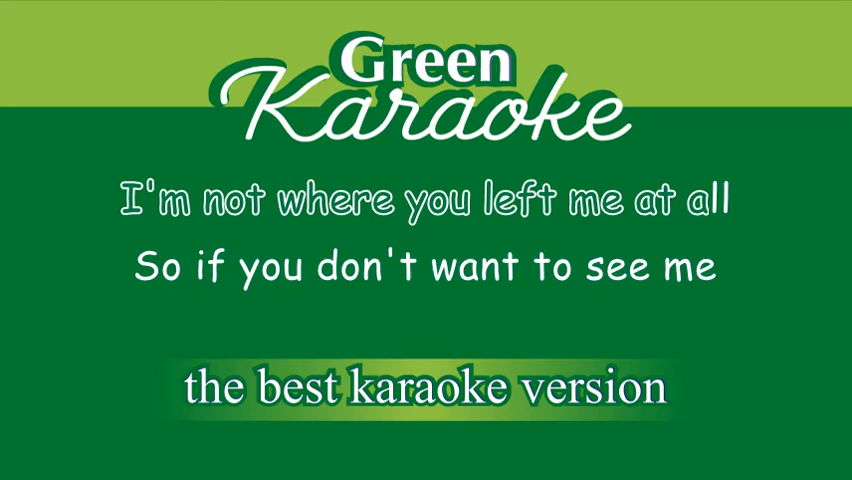 Green
Karaoke
I'm not where you left me at all
So if you don't want to see me
the best karaoke version